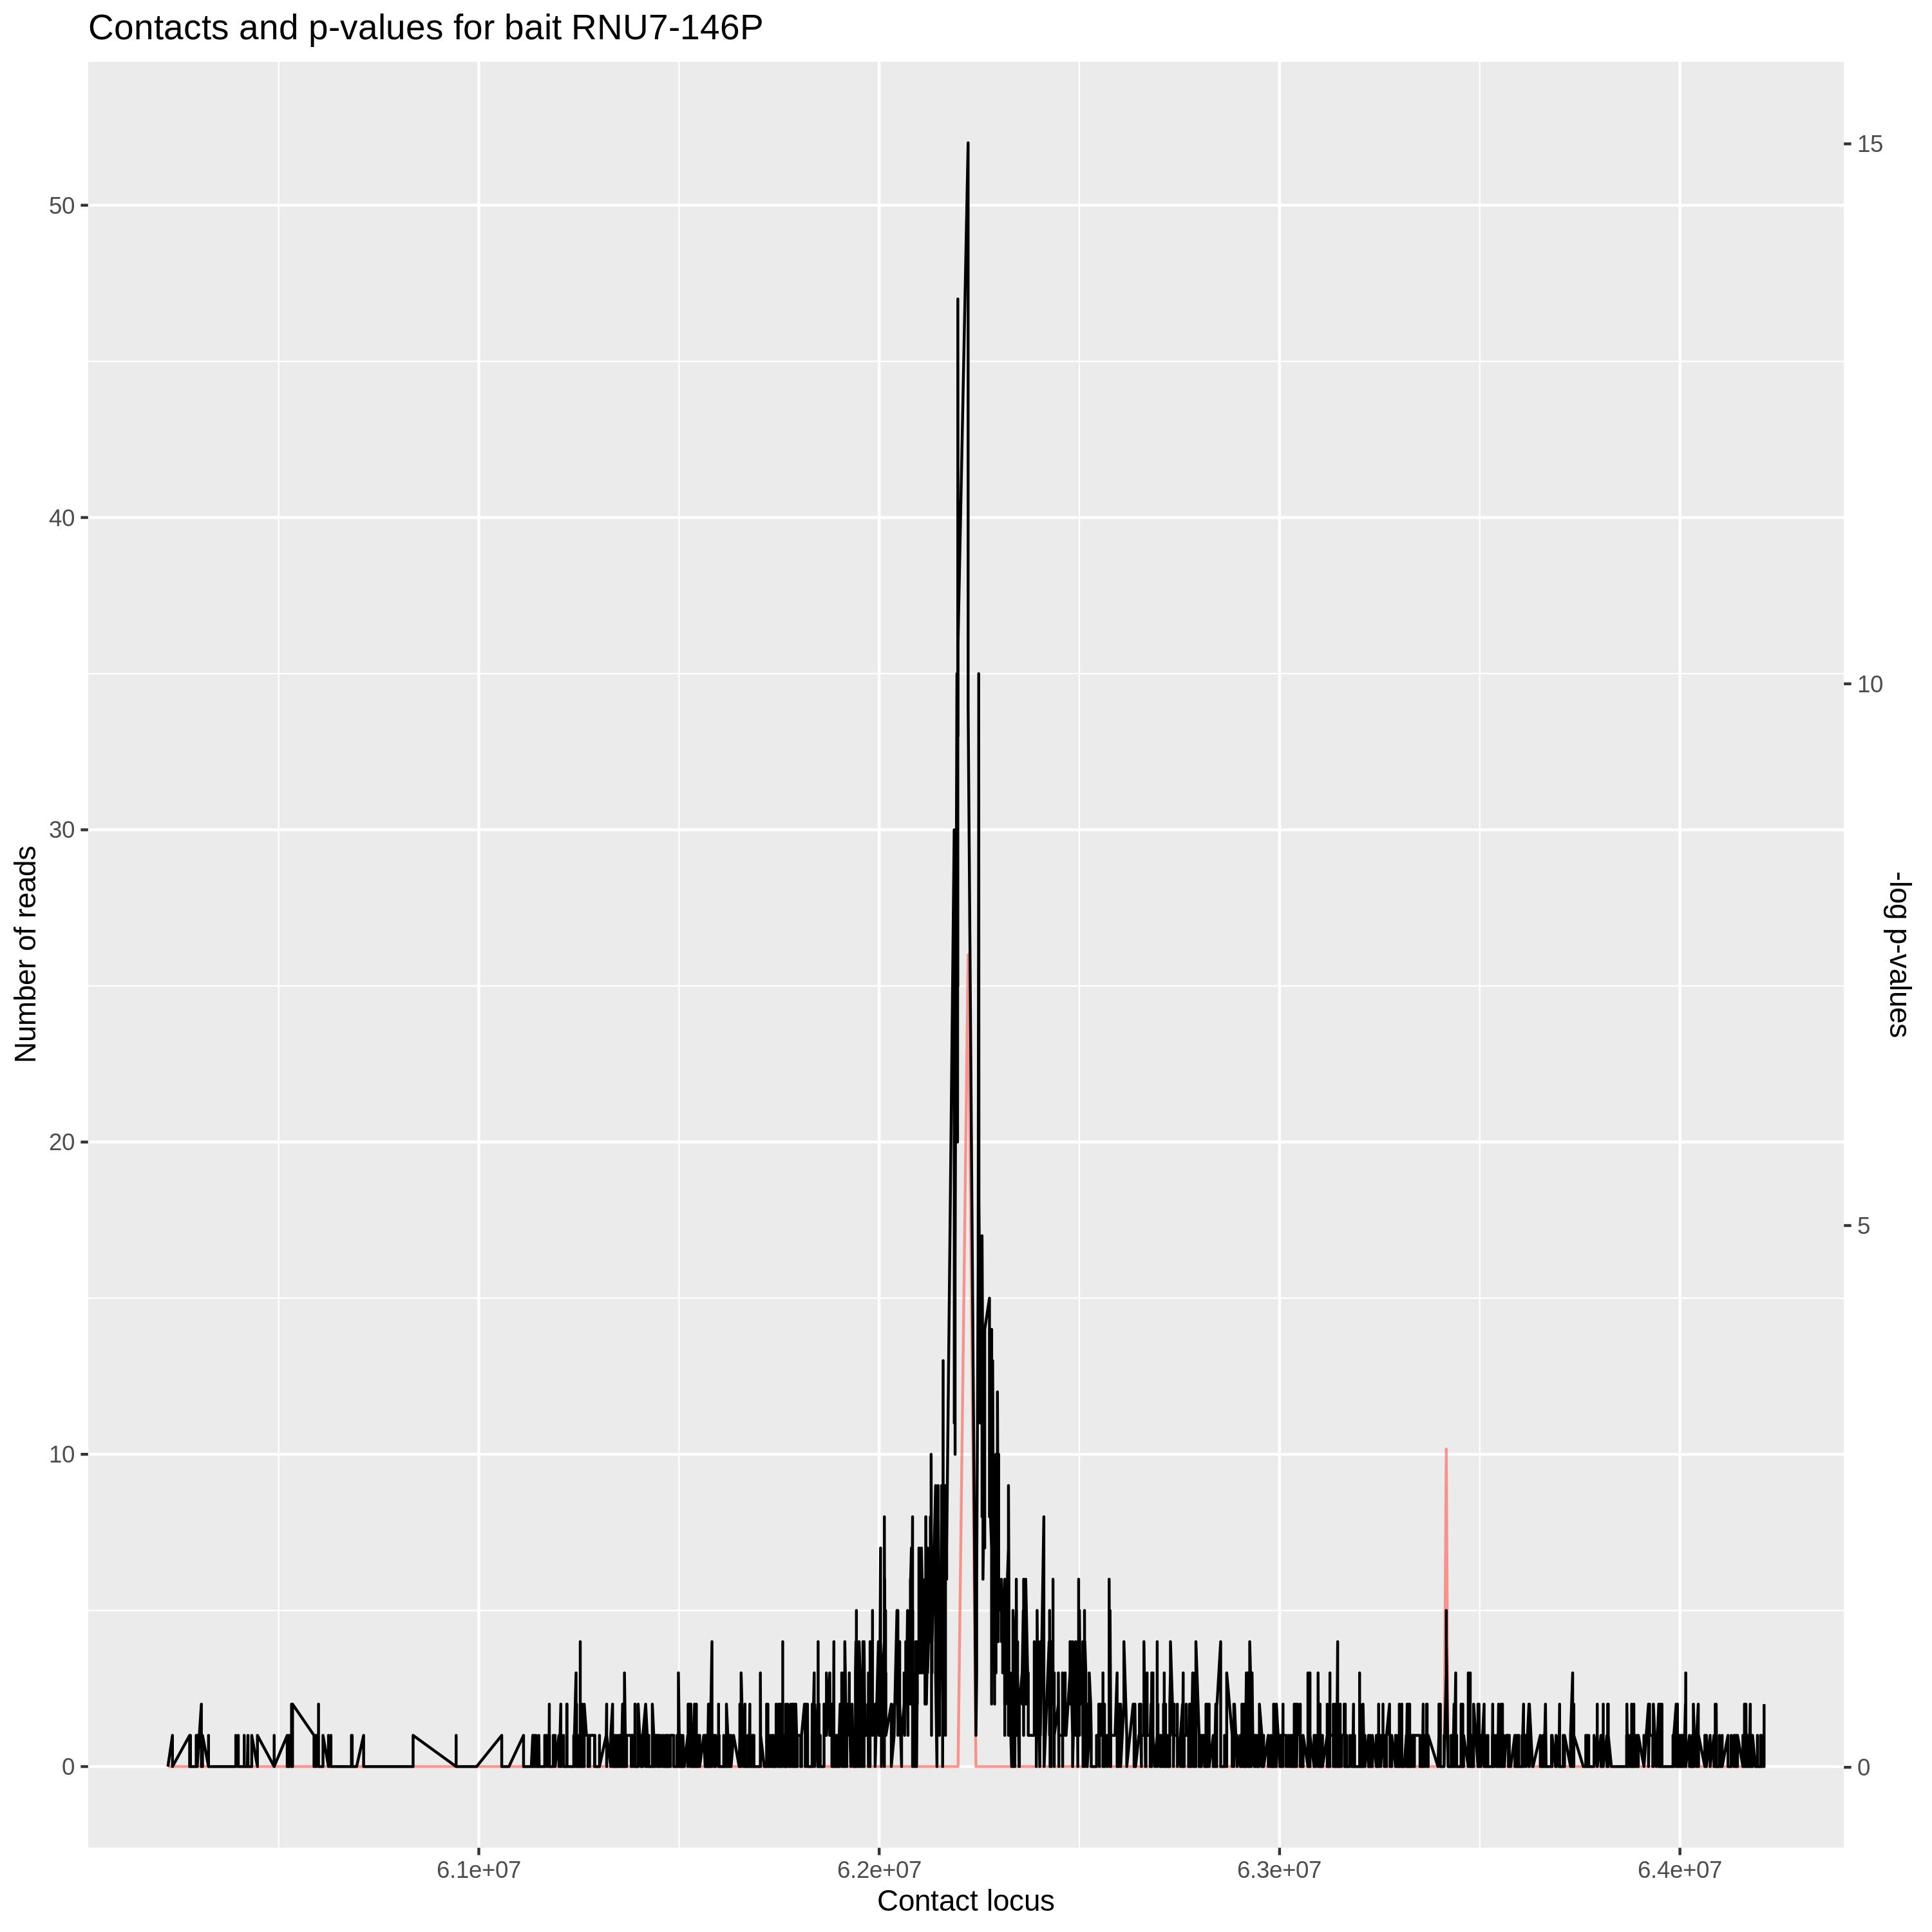 Contacts and p-values for bait RNU7-146P
50
40
30
20
10
0
Number of reads
15
10
5
0
-log p-values
6.1e+07
6.2e+07
6.3e+07
6.4e+07
Contact locus